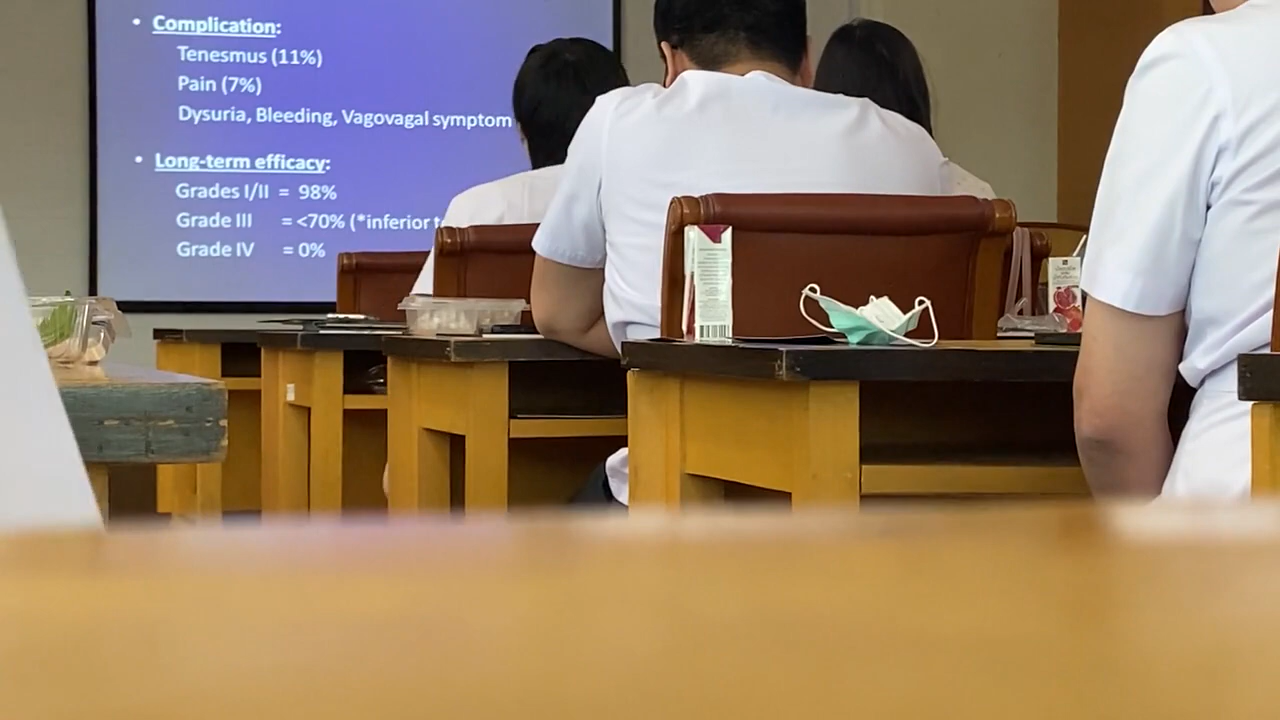 • Complication:
Tenesmus (11%)
Pain (7%)
Dysuria, Bleeding, Vagovagal symptom
• Long-term efficacy:
Grades I/II = 98%
Grade III = <70% (*inferior t
Grade IV = 0%